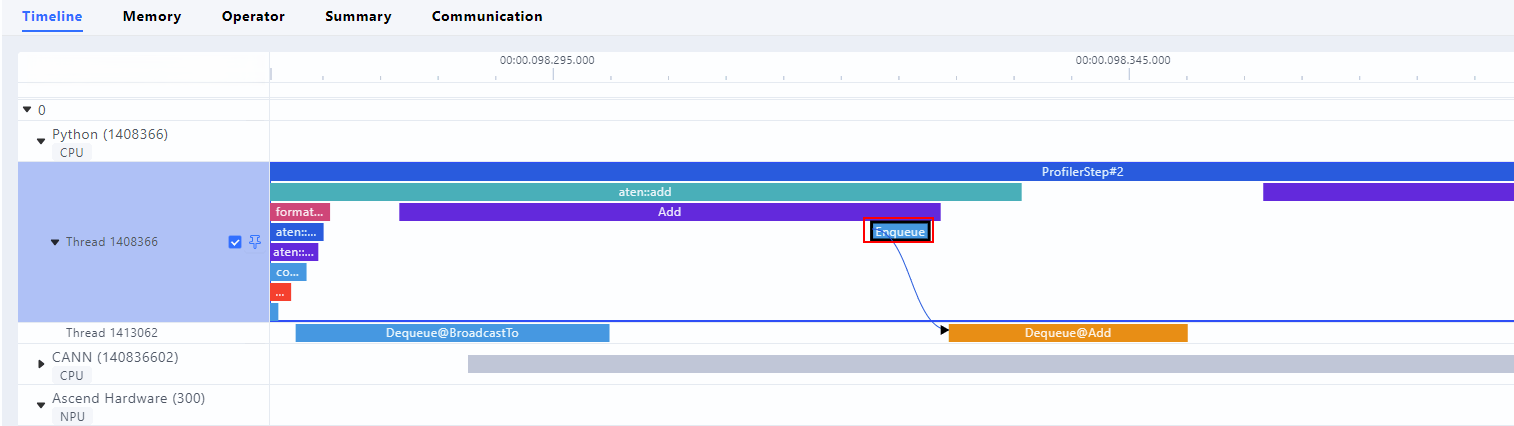 Timeline Memory Operator Summary Communication
00:00.098.295.000 00:00.098.345.000
0
Python (1408366)
CPU
ProfilerStep#2
aten::add
format... Add
Thread 1408366 aten::... Enqueue
aten::...
co...
...
Thread 1413062 Dequeue@BroadcastTo Dequeue@Add
CANN (140836602)
CPU
Ascend Hardware (300)
NPU